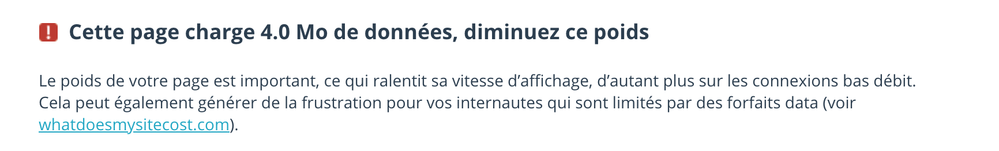 Cette page charge 4.0 Mo de données, diminuez ce poids
Le poids de votre page est important, ce qui ralentit sa vitesse d’affichage, d’autant plus sur les connexions bas débit.
Cela peut également générer de la frustration pour vos internautes qui sont limités par des forfaits data (voir
whatdoesmysitecost.com).